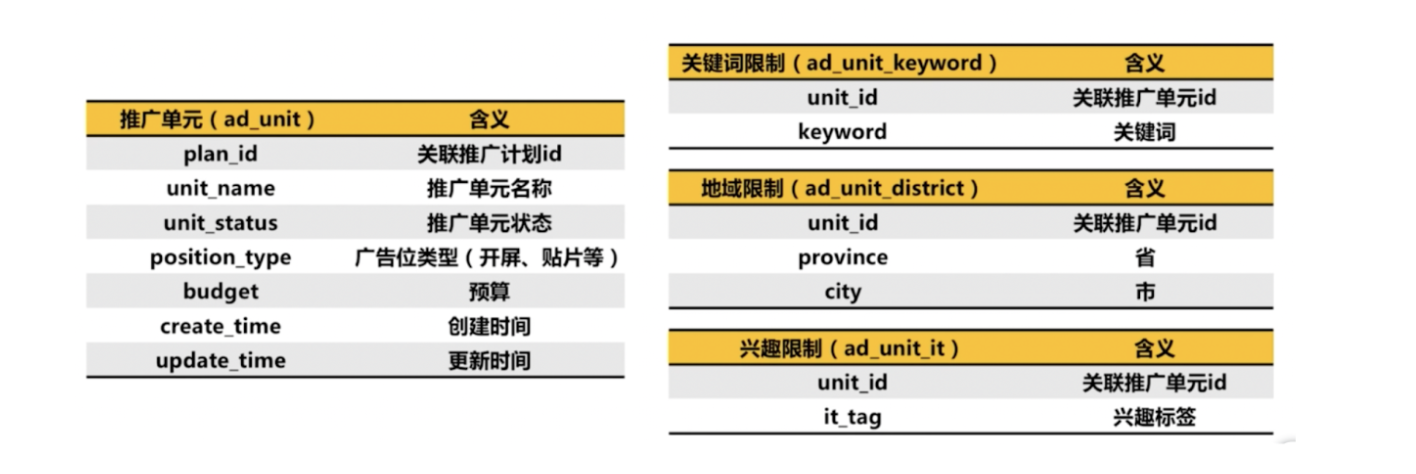 推广单元（ad_unit） 含义
plan_id 关联推广计划id
unit_name 推广单元名称
unit_status 推广单元状态
position_type 广告位类型（开屏、贴片等）
budget 预算
create_time 创建时间
update_time 更新时间
关键词限制（ad_unit_keyword） 含义
unit_id 关联推广单元id
keyword 关键词
地域限制（ad_unit_district） 含义
unit_id 关联推广单元id
province 省
city 市
兴趣限制（ad_unit_it） 含义
unit_id 关联推广单元id
it_tag 兴趣标签